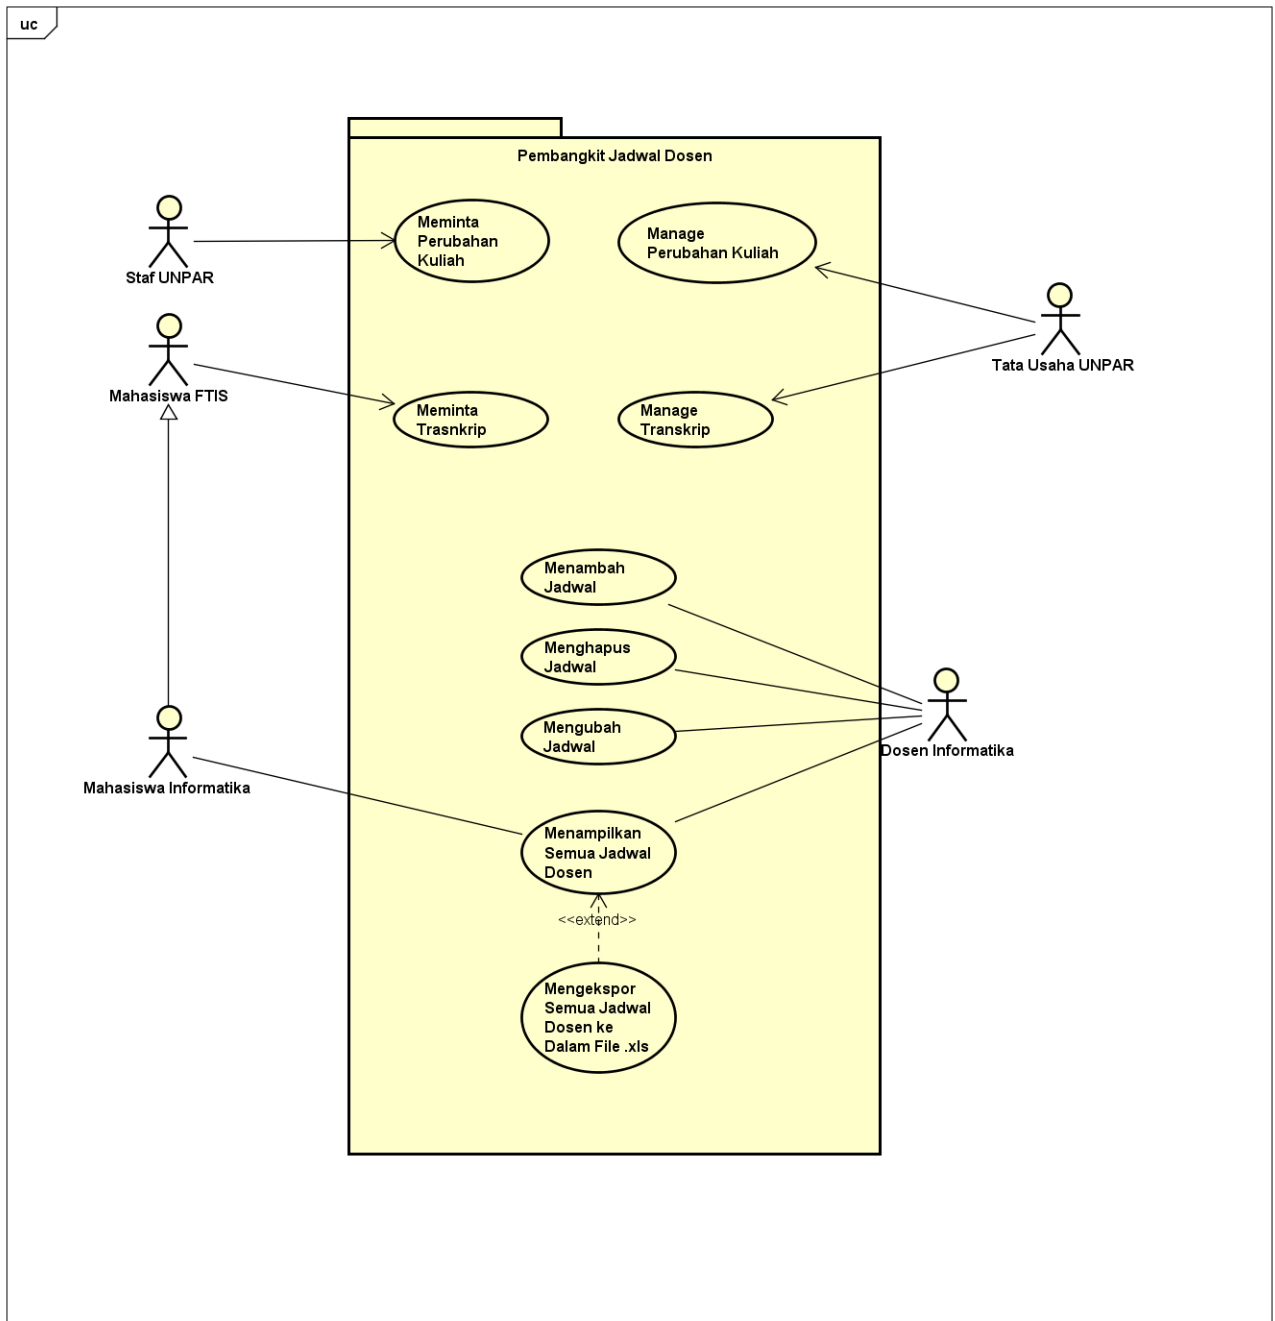 uc
Pembangkit Jadwal Dosen
Meminta
Perubahan
Kuliah
Manage
Perubahan Kuliah
Staf UNPAR
Tata Usaha UNPAR
Mahasiswa FTIS
Meminta
Trasnkrip
Manage
Transkrip
Menambah
Jadwal
Menghapus
Jadwal
Mengubah
Jadwal
Dosen Informatika
Mahasiswa Informatika
Menampilkan
Semua Jadwal
Dosen
<<extend>>
Mengekspor
Semua Jadwal
Dosen ke
Dalam File .xls